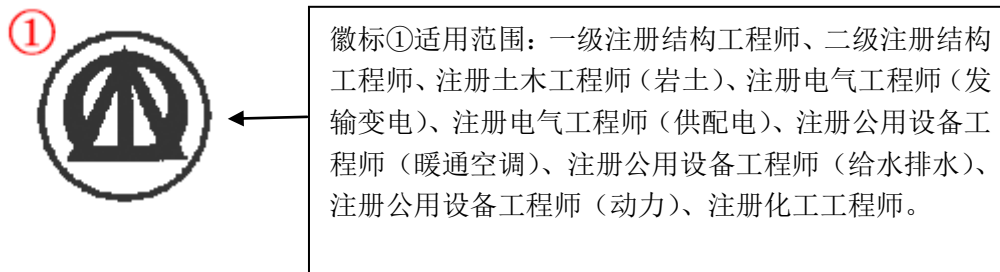 ①
徽标①适用范围：一级注册结构工程师、二级注册结构
工程师、注册土木工程师（岩土）、注册电气工程师（发
输变电）、注册电气工程师（供配电）、注册公用设备工
程师（暖通空调）、注册公用设备工程师（给水排水）、
注册公用设备工程师（动力）、注册化工工程师。